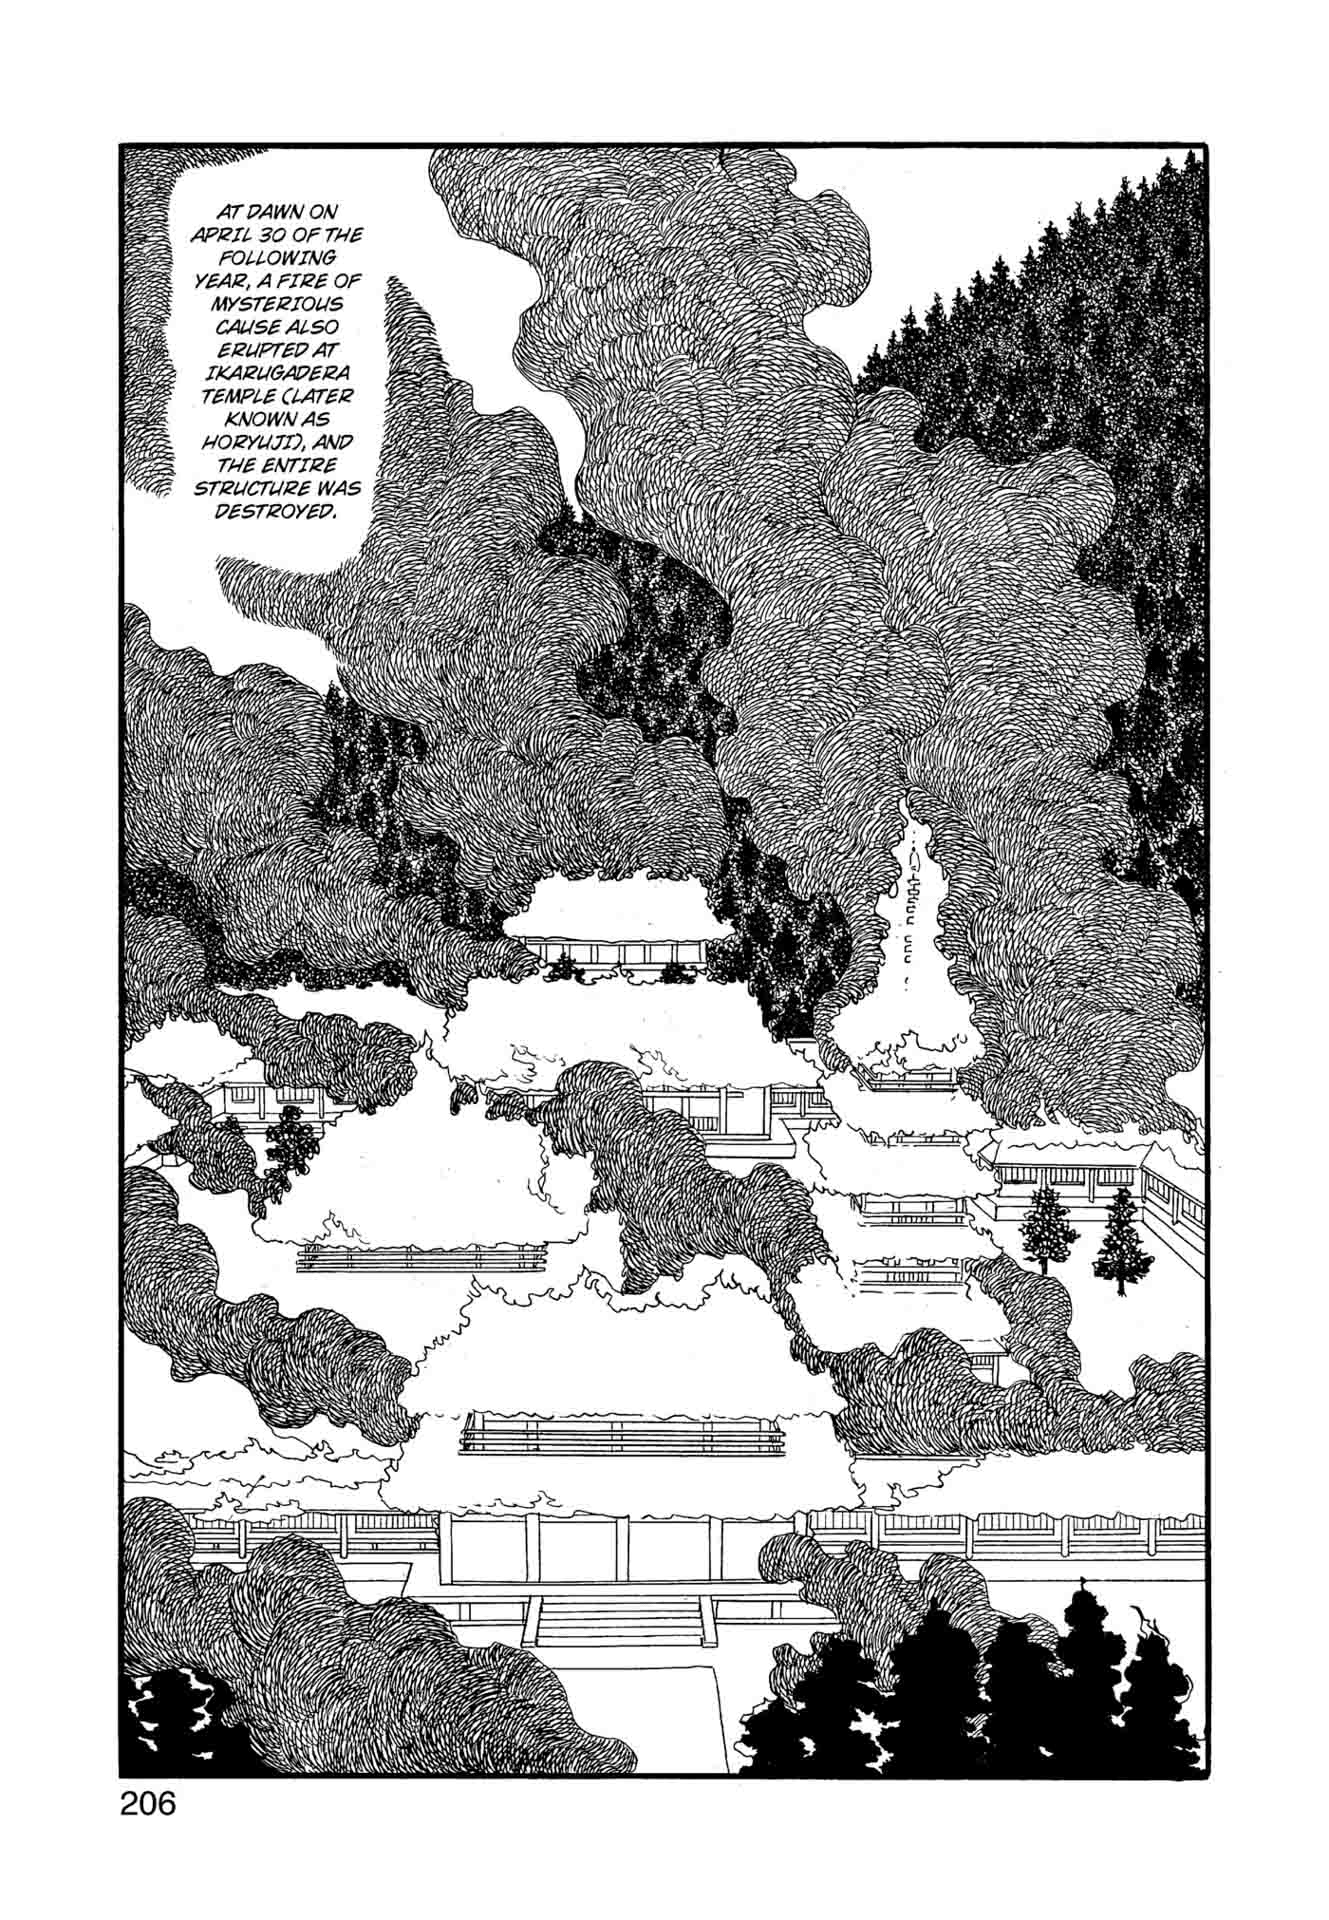 AT DAWN ON
APRIL 30 OF THE
FOLLOWING
YEAR, A FIRE OF
MYSTERIOUS
CAUSE ALSO
ERUPTED AT
IKARUGADERA
TEMPLE (LATER
KNOWN AS
HORYUJI), AND
THE ENTIRE
STRUCTURE WAS
DESTROYED.
206